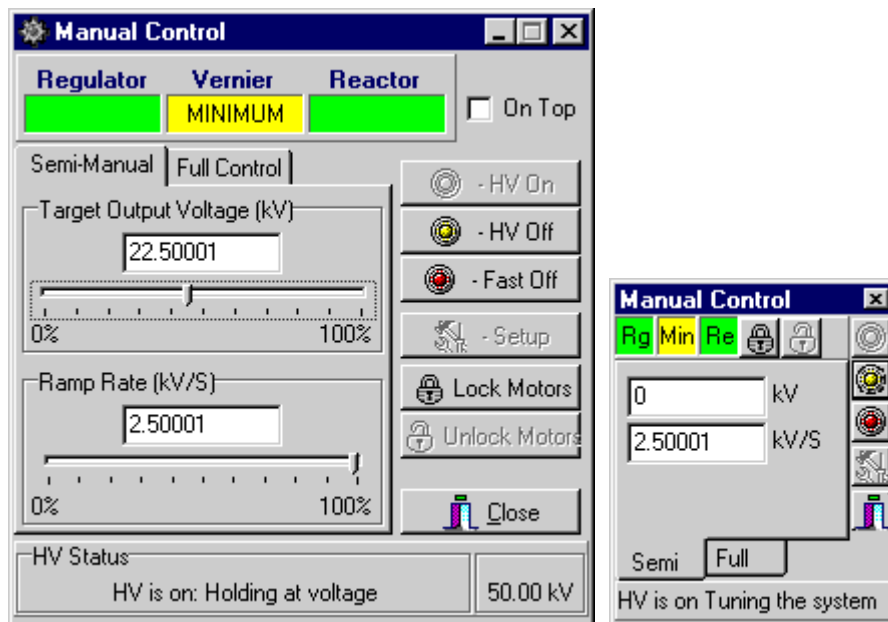 Manual Control
Regulator Vernier Reactor
MINIMUM
On Top
Semi-Manual Full Control
Target Output Voltage (kV)
22.50001
0% 100%
Ramp Rate (kV/S)
2.50001
0% 100%
- HV On
- HV Off
- Fast Off
- Setup
Lock Motors
Unlock Motors
Close
HV Status
HV is on: Holding at voltage
50.00 kV
Manual Control
Rg Min Re
0 kV
2.50001 kV/S
Semi Full
HV is on Tuning the system